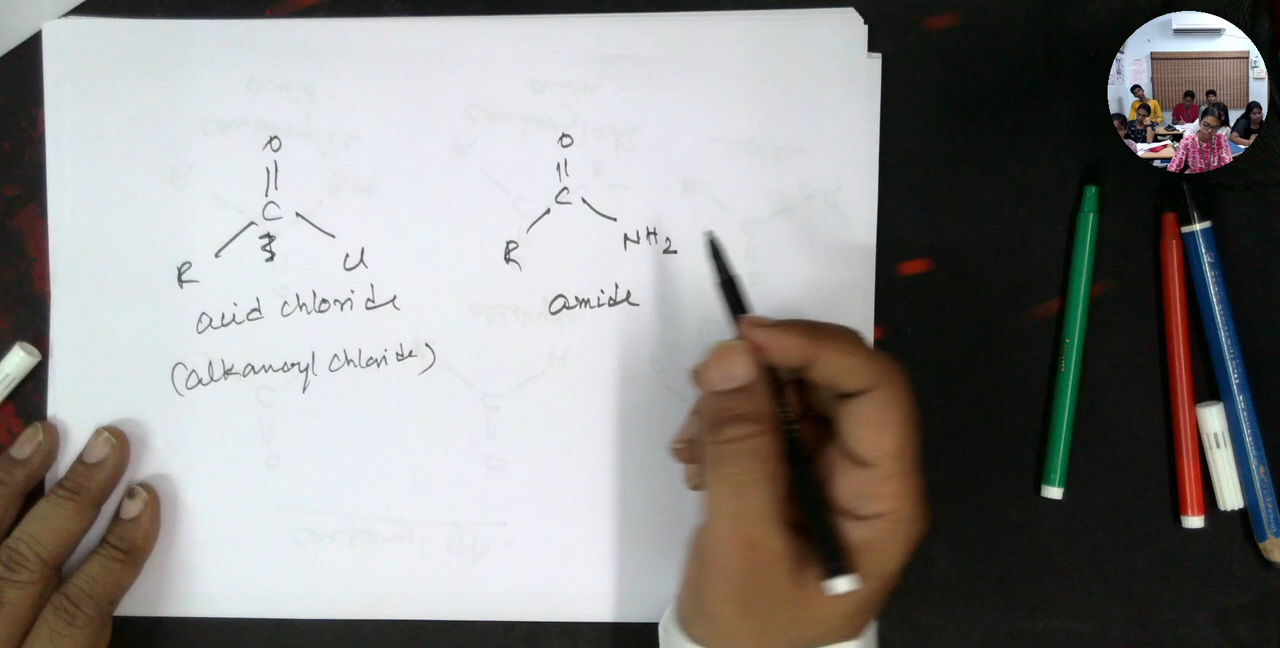 O
||
C
R
Cl
acid chloride
(alkanoyl chloride)
O
||
C
R
NH2
amide